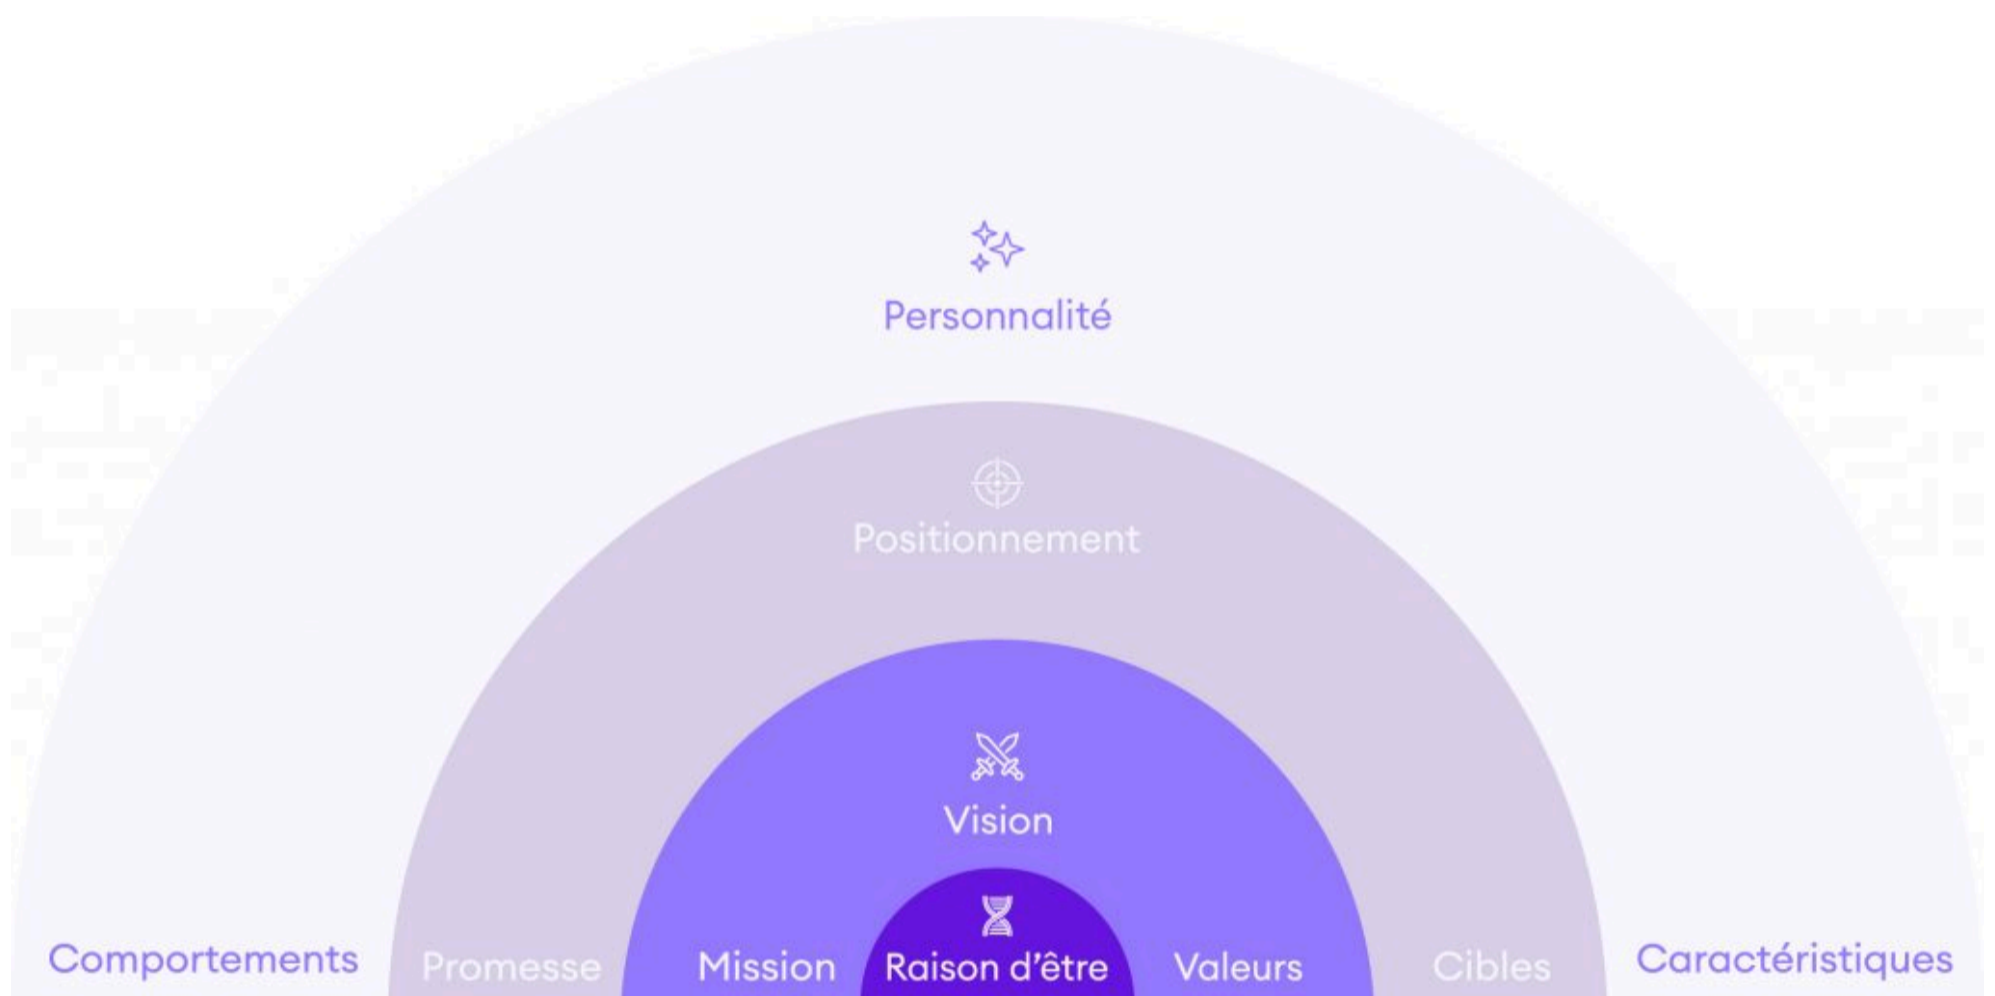 Personnalité
Positionnement
Vision
Comportements
Promesse
Mission
Raison d’être
Valeurs
Cibles
Caractéristiques